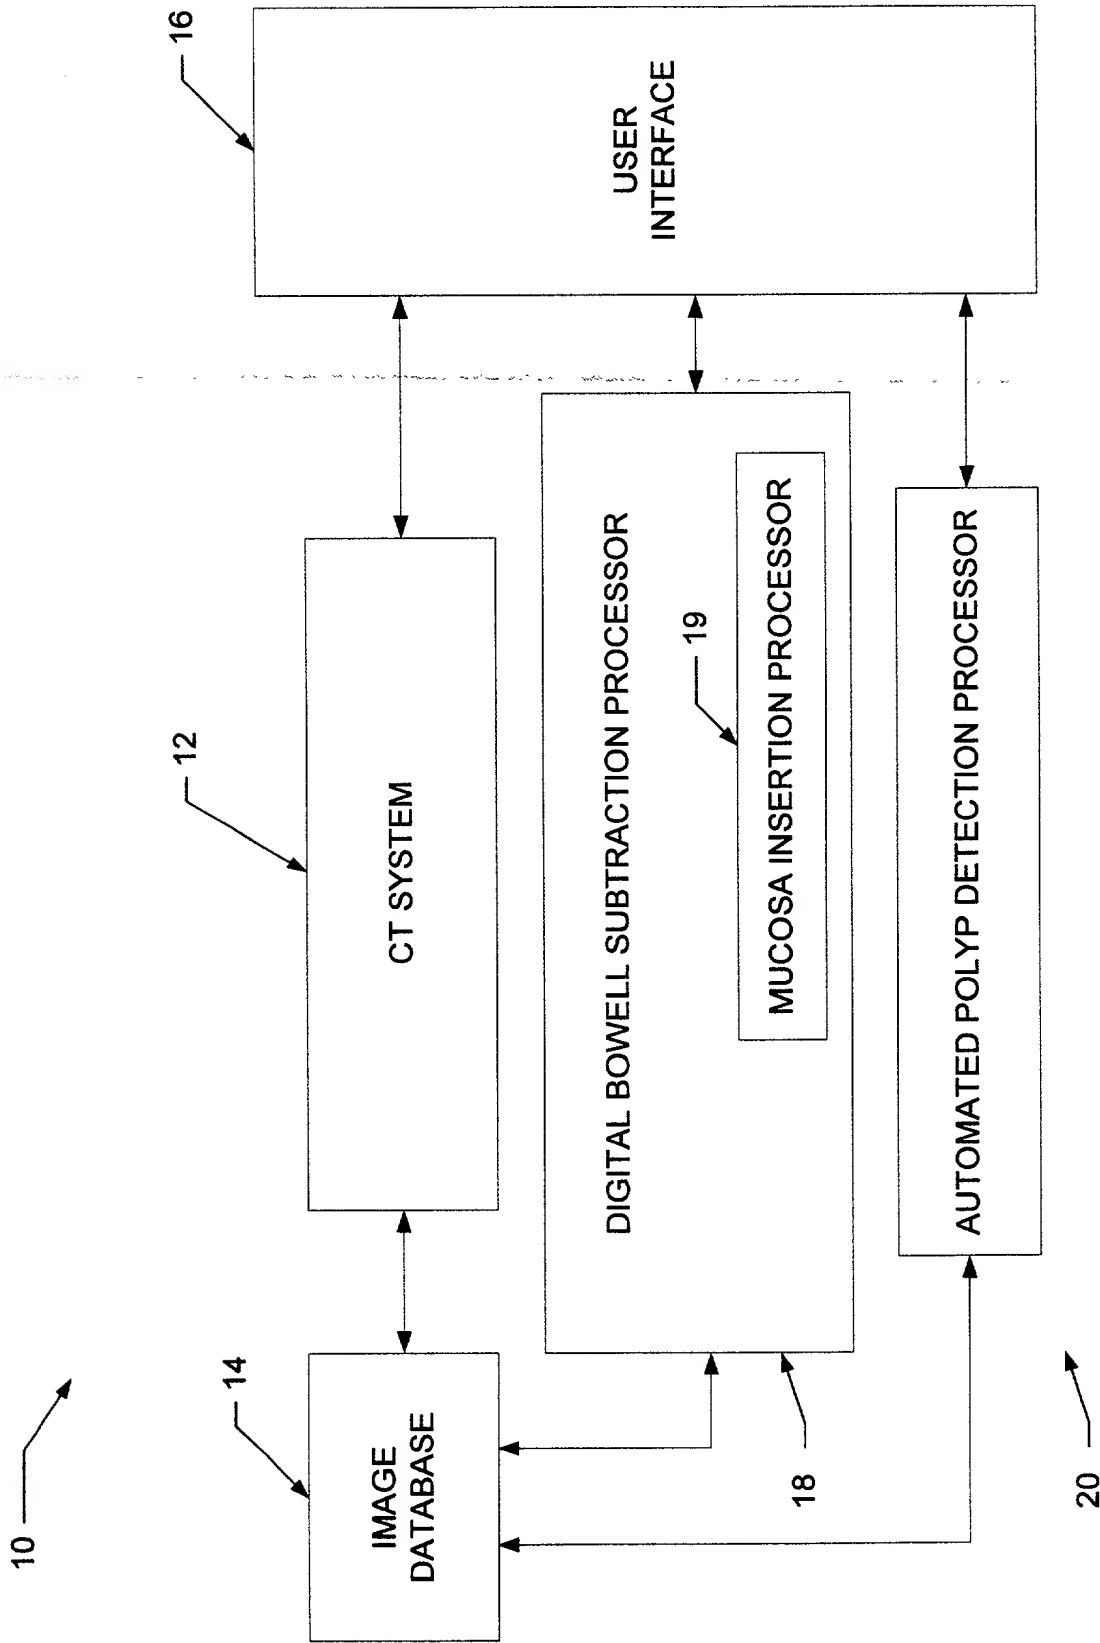 10
12
16
14
CT SYSTEM
IMAGE
DATABASE
USER
INTERFACE
DIGITAL BOWELL SUBTRACTION PROCESSOR
19
MUCOSA INSERTION PROCESSOR
18
AUTOMATED POLYP DETECTION PROCESSOR
20